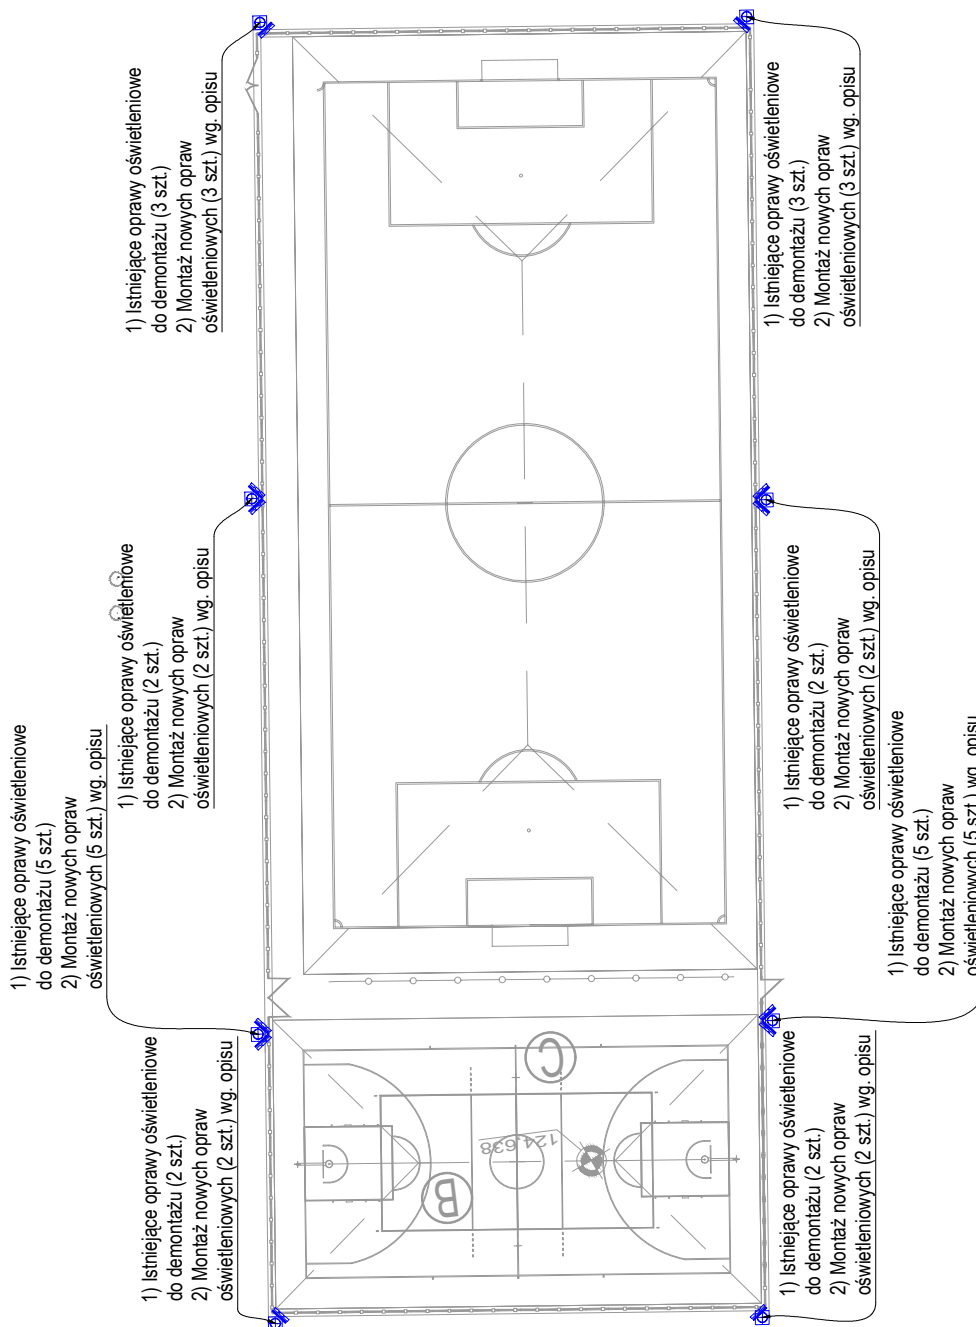 1) Istniejące oprawy oświetleniowe
do demontażu (3 szt.)
2) Montaż nowych opraw
oświetleniowych (3 szt.) wg. opisu
1) Istniejące oprawy oświetleniowe
do demontażu (3 szt.)
2) Montaż nowych opraw
oświetleniowych (3 szt.) wg. opisu
1) Istniejące oprawy oświetleniowe
do demontażu (2 szt.)
2) Montaż nowych opraw
oświetleniowych (2 szt.) wg. opisu
1) Istniejące oprawy oświetleniowe
do demontażu (2 szt.)
2) Montaż nowych opraw
oświetleniowych (2 szt.) wg. opisu
1) Istniejące oprawy oświetleniowe
do demontażu (5 szt.)
2) Montaż nowych opraw
oświetleniowych (5 szt.) wg. opisu
1) Istniejące oprawy oświetleniowe
do demontażu (5 szt.)
2) Montaż nowych opraw
oświetleniowych (5 szt.) wg. opisu
1) Istniejące oprawy oświetleniowe
do demontażu (2 szt.)
2) Montaż nowych opraw
oświetleniowych (2 szt.) wg. opisu
1) Istniejące oprawy oświetleniowe
do demontażu (2 szt.)
2) Montaż nowych opraw
oświetleniowych (2 szt.) wg. opisu
C
124,638
B